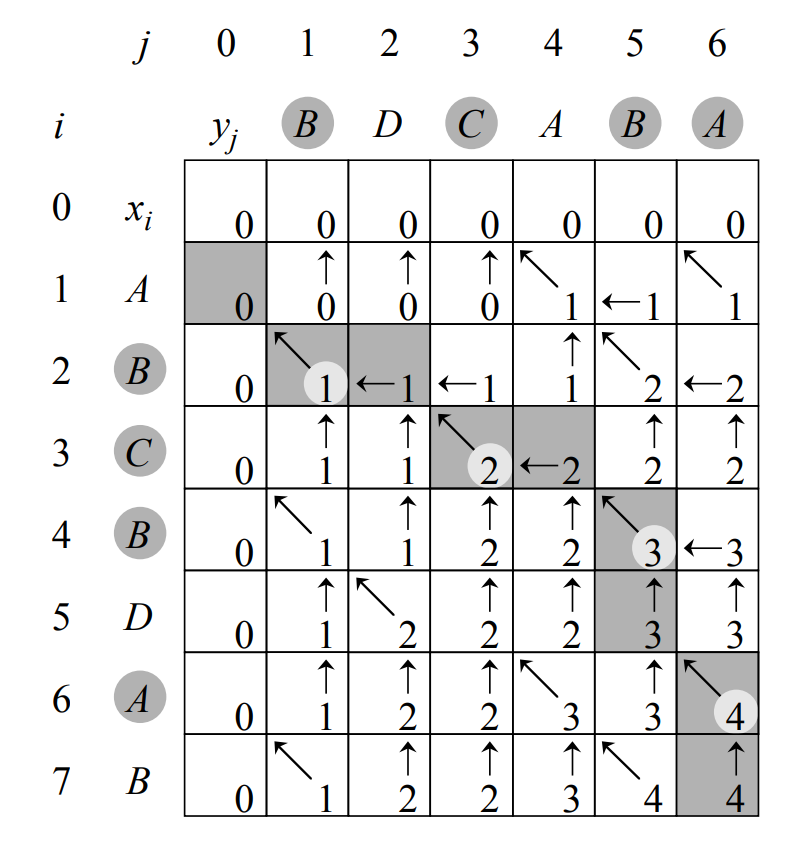 j 0 1 2 3 4 5 6
i yj B D C A B A
0 xi 0 0 0 0 0 0 0
1 A 0 ↑0 ↑0 ↑0 ↖1 ←1 ↖1
2 B 0 ↖1 ←1 ←1 ↑1 ↖2 ←2
3 C 0 ↑1 ↑1 ↖2 ←2 ↑2 ↑2
4 B 0 ↖1 ↑1 ↑2 ↑2 ↖3 ←3
5 D 0 ↑1 ↖2 ↑2 ↑2 ↑3 ↑3
6 A 0 ↑1 ↑2 ↑2 ↖3 ↑3 ↖4
7 B 0 ↖1 ↑2 ↑2 ↑3 ↖4 ↑4